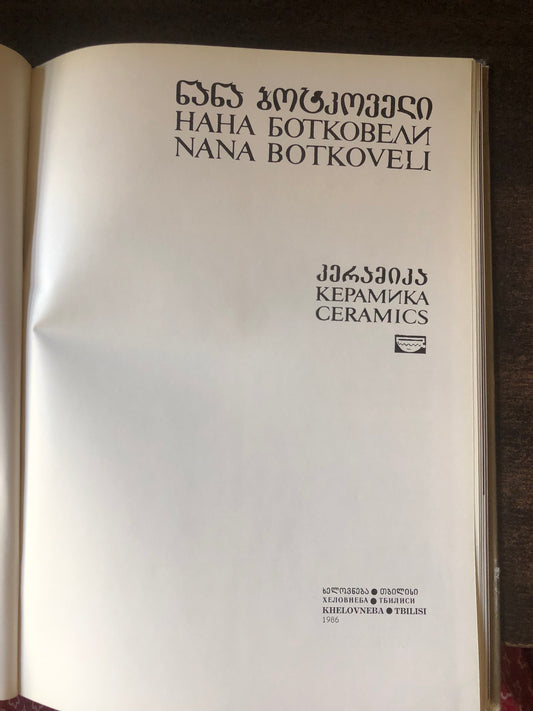 ნანა ბოტკოველი
НАНА БОТКОВЕЛИ
NANA BOTKOVELI
კერამიკა
КЕРАМИКА
CERAMICS
ხელოვნება ● თბილისი
ХЕЛОВНЕБА ● ТБИЛИСИ
KHELOVNEBA ● TBILISI
1986